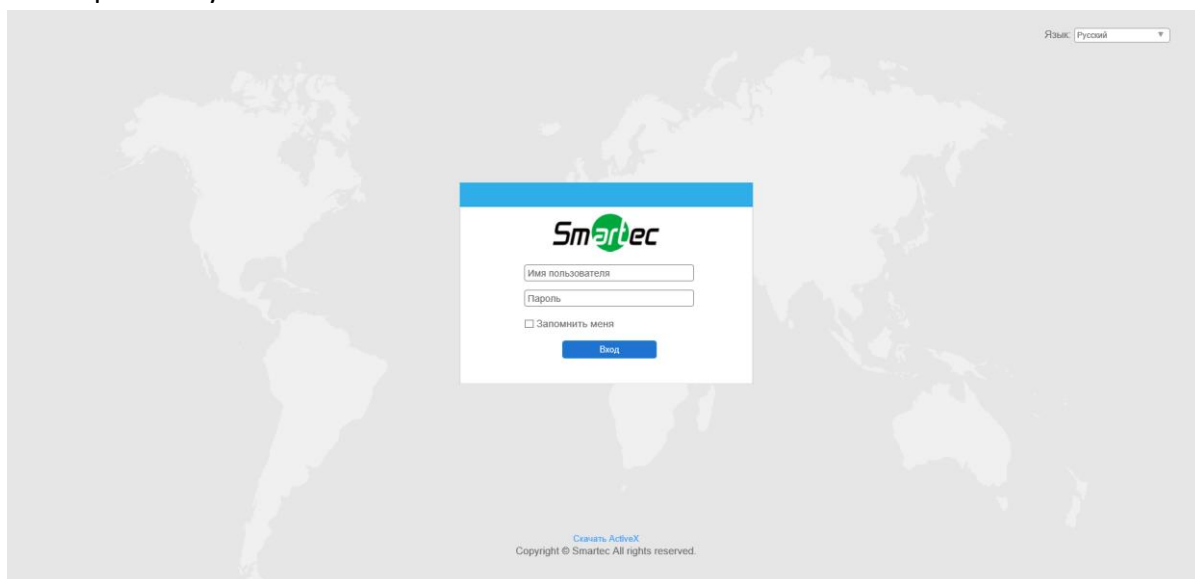 Язык: Русский
Smartec
Имя пользователя
Пароль
Запомнить меня
Вход
Скачать ActiveX
Copyright © Smartec All rights reserved.